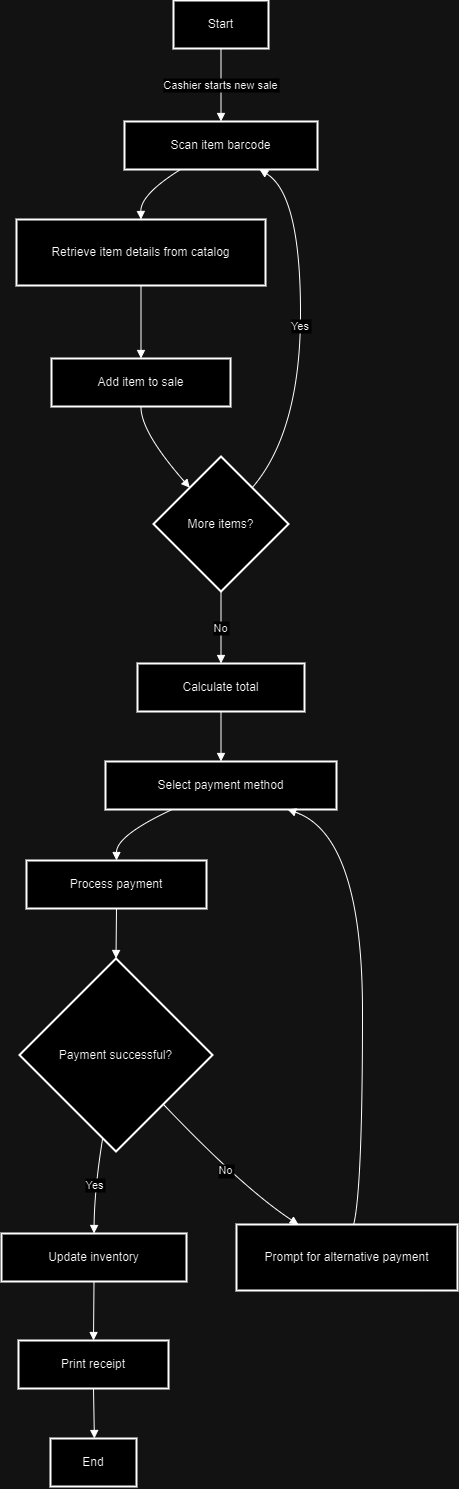 Start
Cashier starts new sale
Scan item barcode
Retrieve item details from catalog
Yes
Add item to sale
More items?
No
Calculate total
Select payment method
Process payment
Payment successful?
No
Yes
Update inventory
Prompt for alternative payment
Print receipt
End